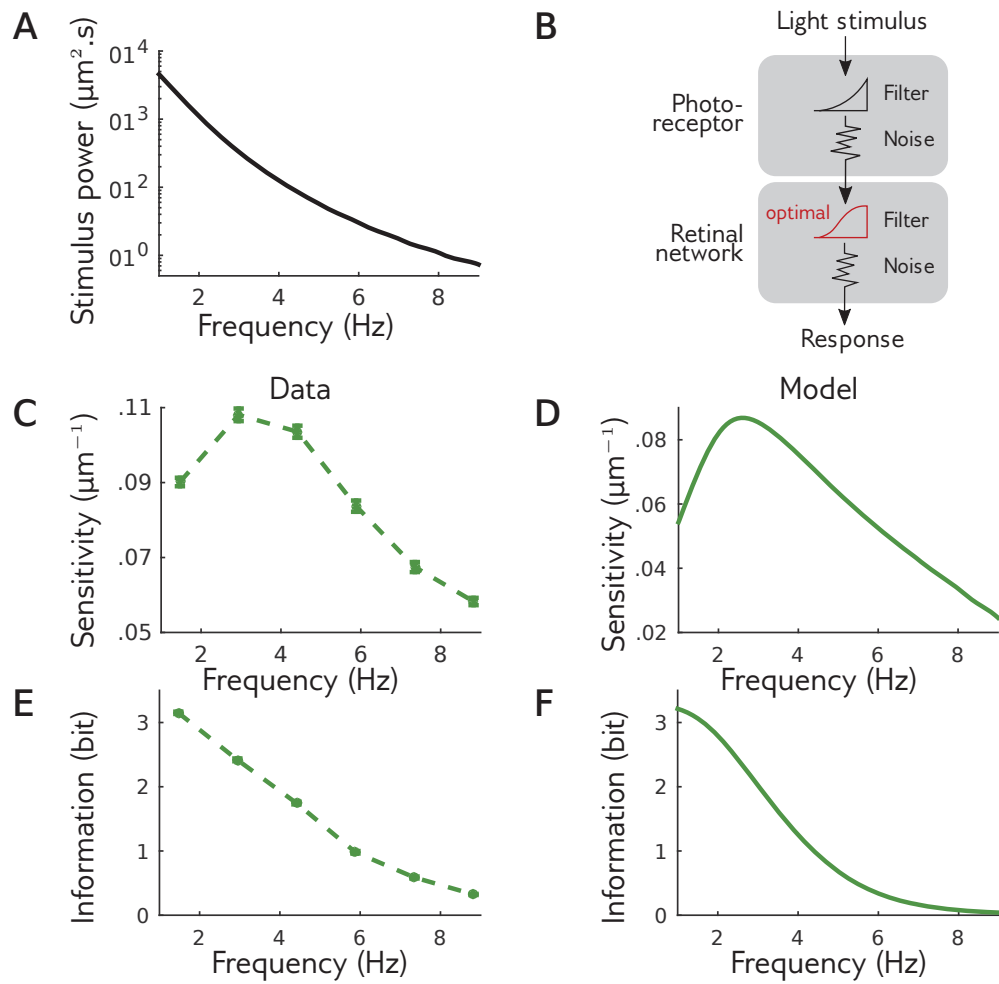 A
Stimulus power (μm².s)
01⁴
01³
01²
01⁰
2 4 6 8
Frequency (Hz)
B
Light stimulus
Photo-
receptor
Filter
Noise
optimal
Retinal
network
Filter
Noise
Response
C
Data
Sensitivity (μm⁻¹)
.11
.09
.07
.05
2 4 6 8
Frequency (Hz)
D
Model
Sensitivity (μm⁻¹)
.08
.06
.04
.02
2 4 6 8
Frequency (Hz)
E
Information (bit)
3
2
1
0
2 4 6 8
Frequency (Hz)
F
Information (bit)
3
2
1
0
2 4 6 8
Frequency (Hz)